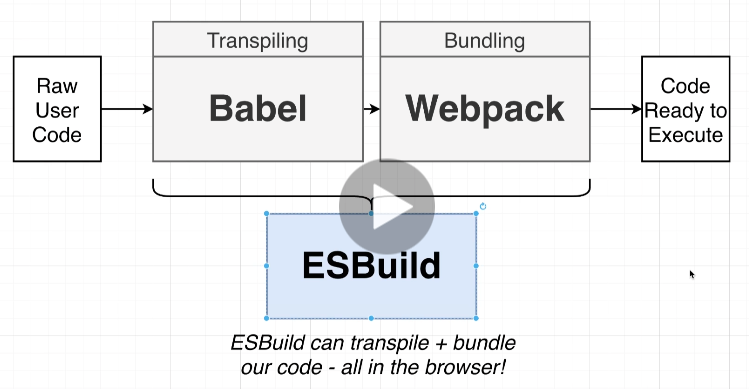 Transpiling
Bundling
Raw
User
Code
Babel
Webpack
Code
Ready to
Execute
ESBuild
ESBuild can transpile + bundle
our code - all in the browser!